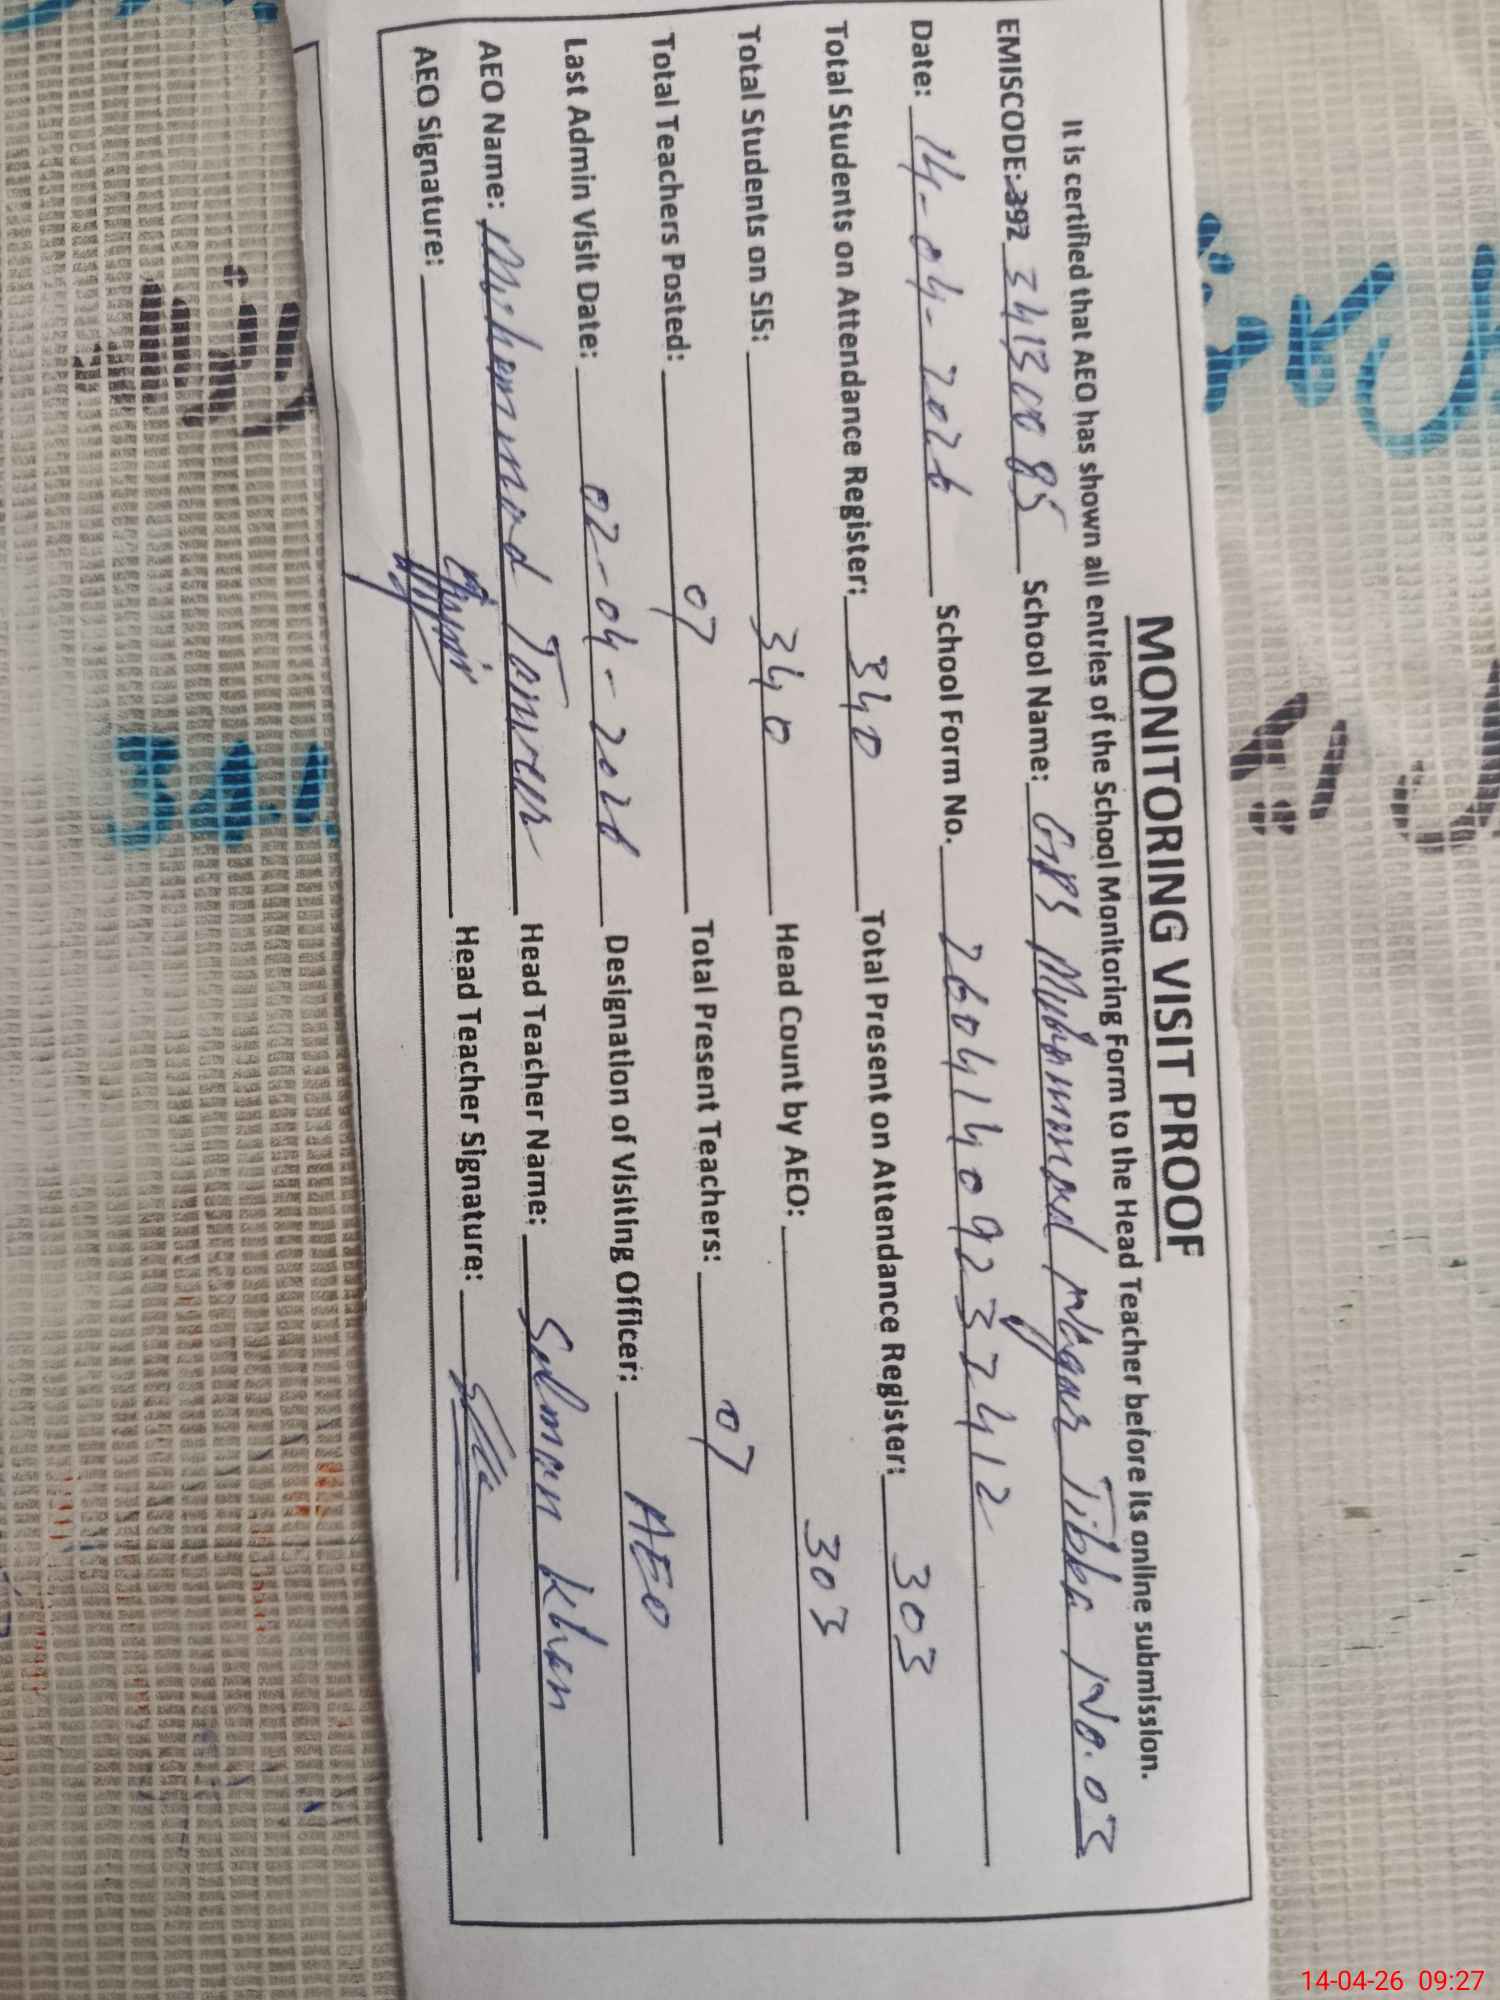 MONITORING VISIT PROOF
It is certified that AEO has shown all entries of the School Monitoring Form to the Head Teacher before its online submission.
EMISCODE: 392 34130085 School Name: GPS Muhammad Nagar Tibba No. 03
Date: 14-04-2026 School Form No. 260414092372412
Total Students on Attendance Register: 340 Total Present on Attendance Register: 303
Total Students on SIS: 340 Head Count by AEO: 303
Total Teachers Posted: 07 Total Present Teachers: 07
Last Admin Visit Date: 02-04-2026 Designation of Visiting Officer: AEO
AEO Name: Muhammad Tanveer Head Teacher Name: Salman Khan
AEO Signature: Head Teacher Signature:
14-04-26 09:27